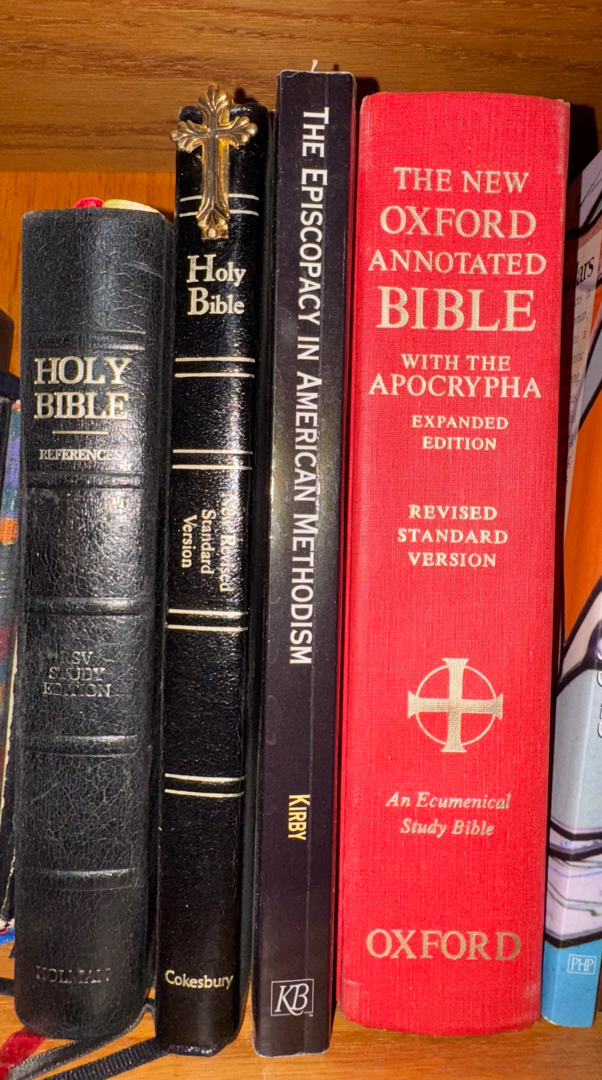 HOLY
BIBLE
REFERENCES
RSV
STUDY
EDITION
HOLMAN
Holy
Bible
New Revised
Standard
Version
Cokesbury
THE EPISCOPACY IN AMERICAN METHODISM
KIRBY
KB
THE NEW
OXFORD
ANNOTATED
BIBLE
WITH THE
APOCRYPHA
EXPANDED
EDITION
REVISED
STANDARD
VERSION
An Ecumenical
Study Bible
OXFORD
PHP